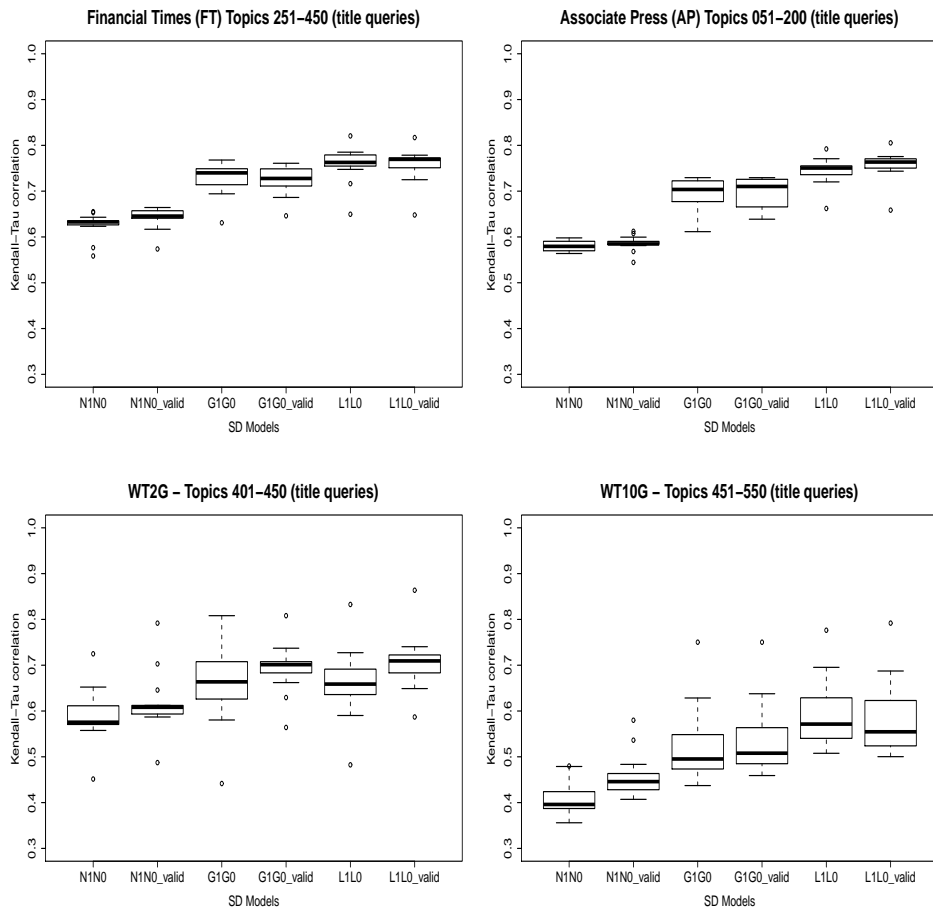 Financial Times (FT) Topics 251−450 (title queries)
Kendall−Tau correlation
1.0
0.9
0.8
0.7
0.6
0.5
0.4
0.3
N1N0 N1N0_valid G1G0 G1G0_valid L1L0 L1L0_valid
SD Models
Associate Press (AP) Topics 051−200 (title queries)
Kendall−Tau correlation
1.0
0.9
0.8
0.7
0.6
0.5
0.4
0.3
N1N0 N1N0_valid G1G0 G1G0_valid L1L0 L1L0_valid
SD Models
WT2G − Topics 401−450 (title queries)
Kendall−Tau correlation
1.0
0.9
0.8
0.7
0.6
0.5
0.4
0.3
N1N0 N1N0_valid G1G0 G1G0_valid L1L0 L1L0_valid
SD Models
WT10G − Topics 451−550 (title queries)
Kendall−Tau correlation
1.0
0.9
0.8
0.7
0.6
0.5
0.4
0.3
N1N0 N1N0_valid G1G0 G1G0_valid L1L0 L1L0_valid
SD Models